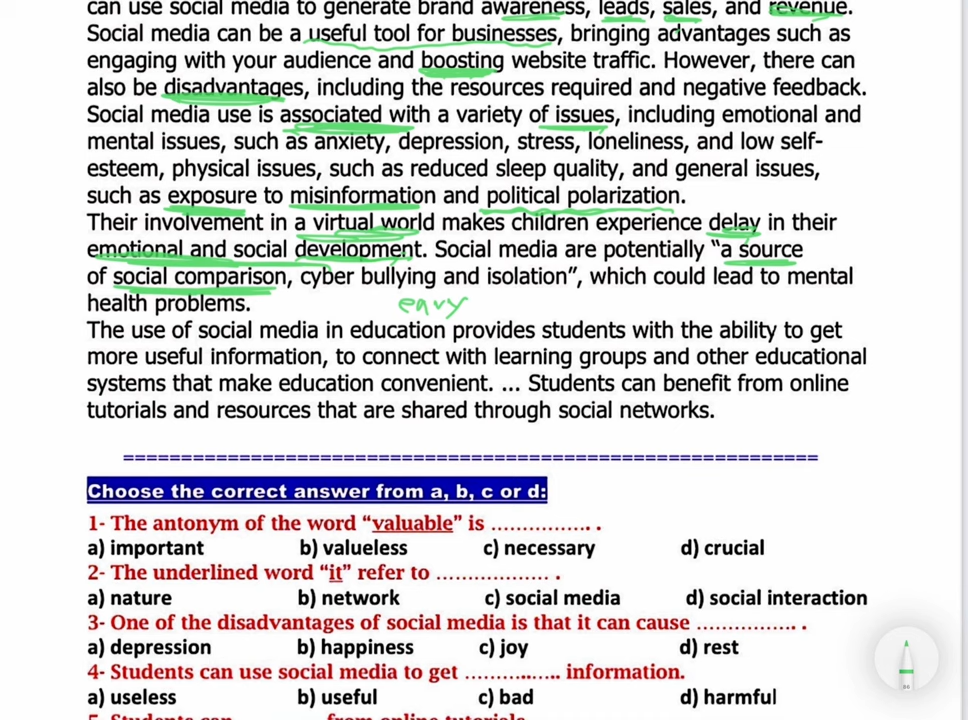 can use social media to generate brand awareness, leads, sales, and revenue.
Social media can be a useful tool for businesses, bringing advantages such as
engaging with your audience and boosting website traffic. However, there can
also be disadvantages, including the resources required and negative feedback.
Social media use is associated with a variety of issues, including emotional and
mental issues, such as anxiety, depression, stress, loneliness, and low self-
esteem, physical issues, such as reduced sleep quality, and general issues,
such as exposure to misinformation and political polarization.
Their involvement in a virtual world makes children experience delay in their
emotional and social development. Social media are potentially “a source
of social comparison, cyber bullying and isolation”, which could lead to mental
health problems.
The use of social media in education provides students with the ability to get
more useful information, to connect with learning groups and other educational
systems that make education convenient. ... Students can benefit from online
tutorials and resources that are shared through social networks.
===========================================================
Choose the correct answer from a, b, c or d:
1- The antonym of the word “valuable” is ................ .
a) important b) valueless c) necessary d) crucial
2- The underlined word “it” refer to ................... .
a) nature b) network c) social media d) social interaction
3- One of the disadvantages of social media is that it can cause ................ .
a) depression b) happiness c) joy d) rest
4- Students can use social media to get ................ information.
a) useless b) useful c) bad d) harmful
5- Students can from online tutorials